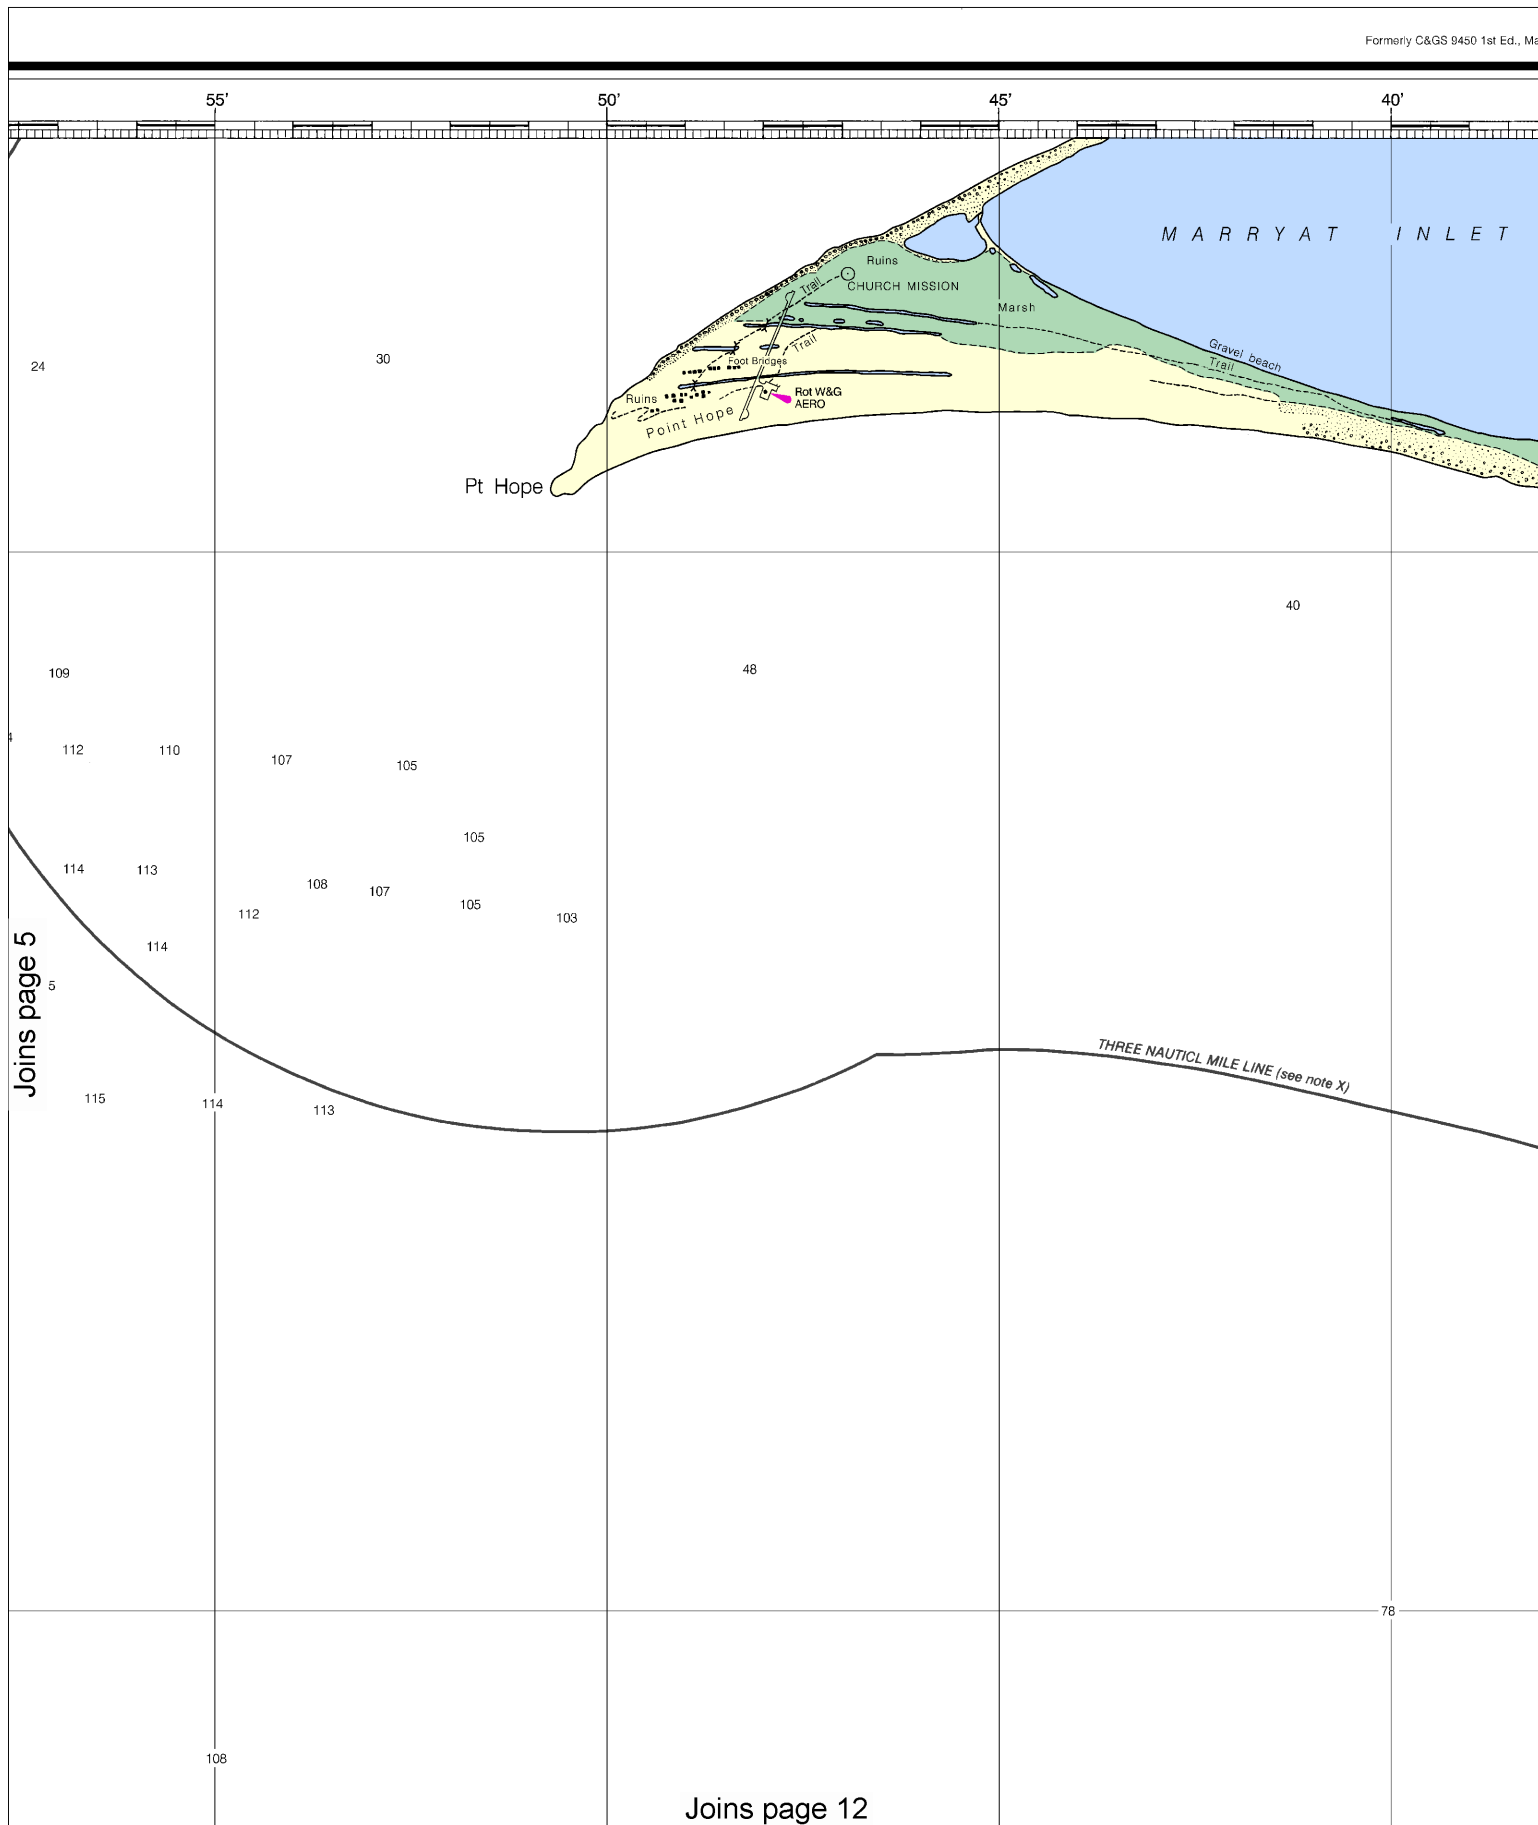 Formerly C&GS 9450 1st Ed., Ma
55' 50' 45' 40'
MARRYAT INLET
Ruins
CHURCH MISSION
Trail
Marsh
Trail
Gravel beach
Trail
Foot Bridges
24
30
Ruins
Rot W&G
AERO
Point Hope
Pt Hope
40
48
109
4
112 110 107 105
105
114 113
108 107
105
112
103
114
5
Joins page 5
THREE NAUTICL MILE LINE (see note X)
115 114 113
78
108
Joins page 12